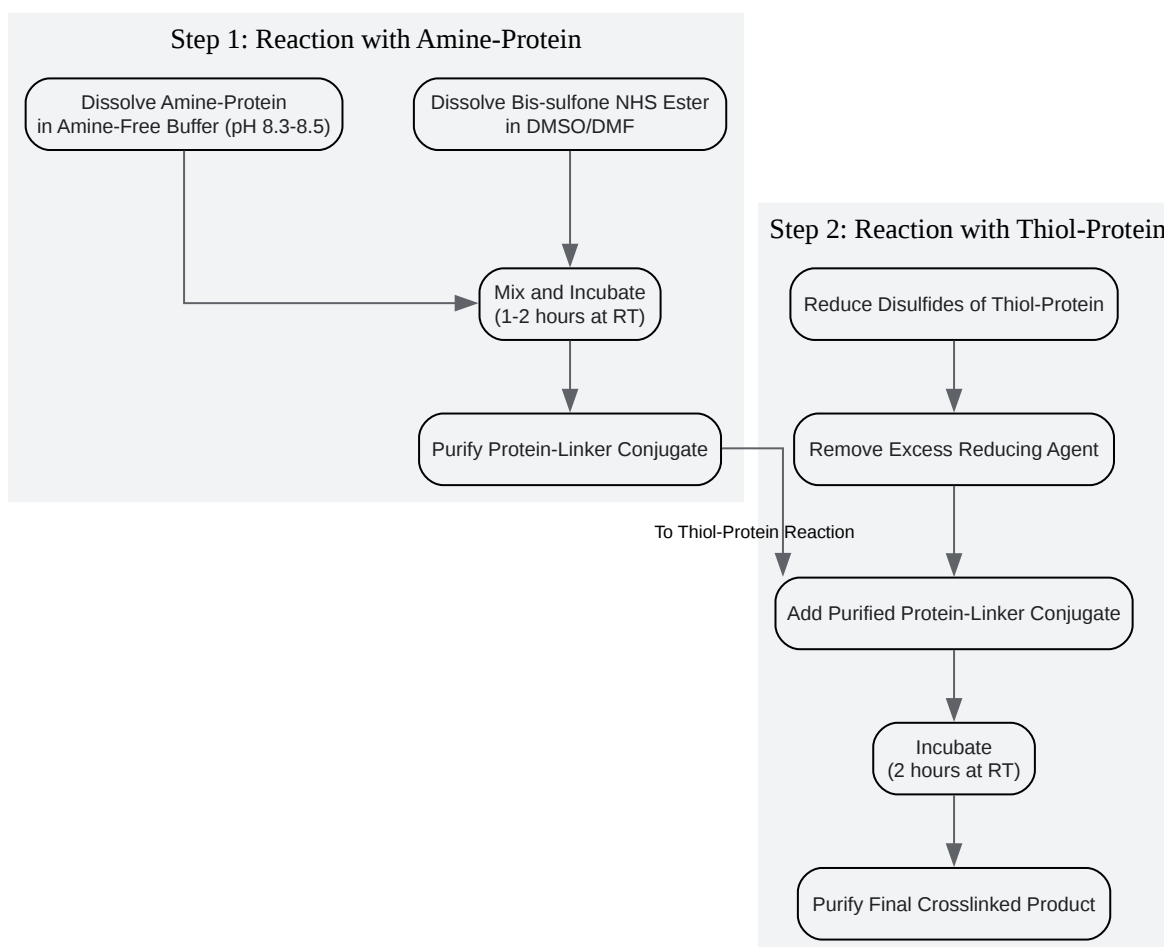 Step 1: Reaction with Amine-Protein
Dissolve Amine-Protein
in Amine-Free Buffer (pH 8.3-8.5)
Dissolve Bis-sulfone NHS Ester
in DMSO/DMF
Mix and Incubate
(1-2 hours at RT)
Purify Protein-Linker Conjugate
To Thiol-Protein Reaction
Step 2: Reaction with Thiol-Protein
Reduce Disulfides of Thiol-Protein
Remove Excess Reducing Agent
Add Purified Protein-Linker Conjugate
Incubate
(2 hours at RT)
Purify Final Crosslinked Product